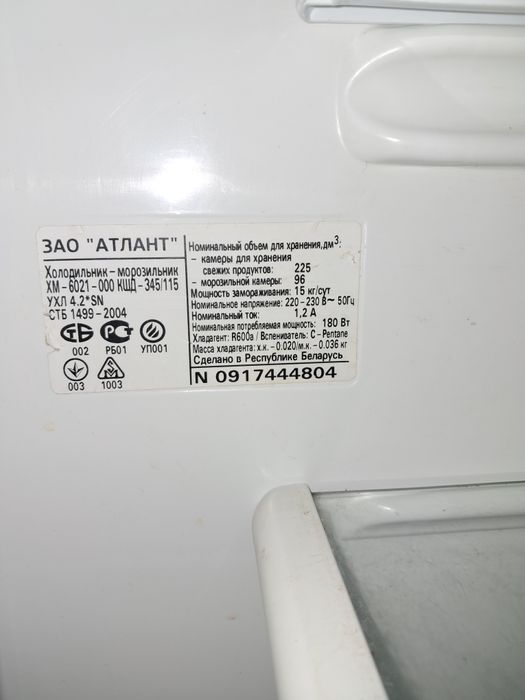 ЗАО "АТЛАНТ"
Холодильник – морозильник
ХМ – 6021 – 000 КШД – 345/115
УХЛ 4.2*SN
СТБ 1499 – 2004
002 РБ01 УП001
003 1003
Номинальный объем для хранения,дм³:
– камеры для хранения
свежих продуктов: 225
– морозильной камеры: 96
Мощность замораживания: 15 кг/сут
Номинальное напряжение: 220 – 230 В ~ 50Гц
Номинальный ток: 1,2 А
Номинальная потребляемая мощность: 180 Вт
Хладагент: R600a / Вспениватель: C – Pentane
Масса хладагента: х.к. – 0.020/м.к. – 0.036 кг
Сделано в Республике Беларусь
N 0917444804